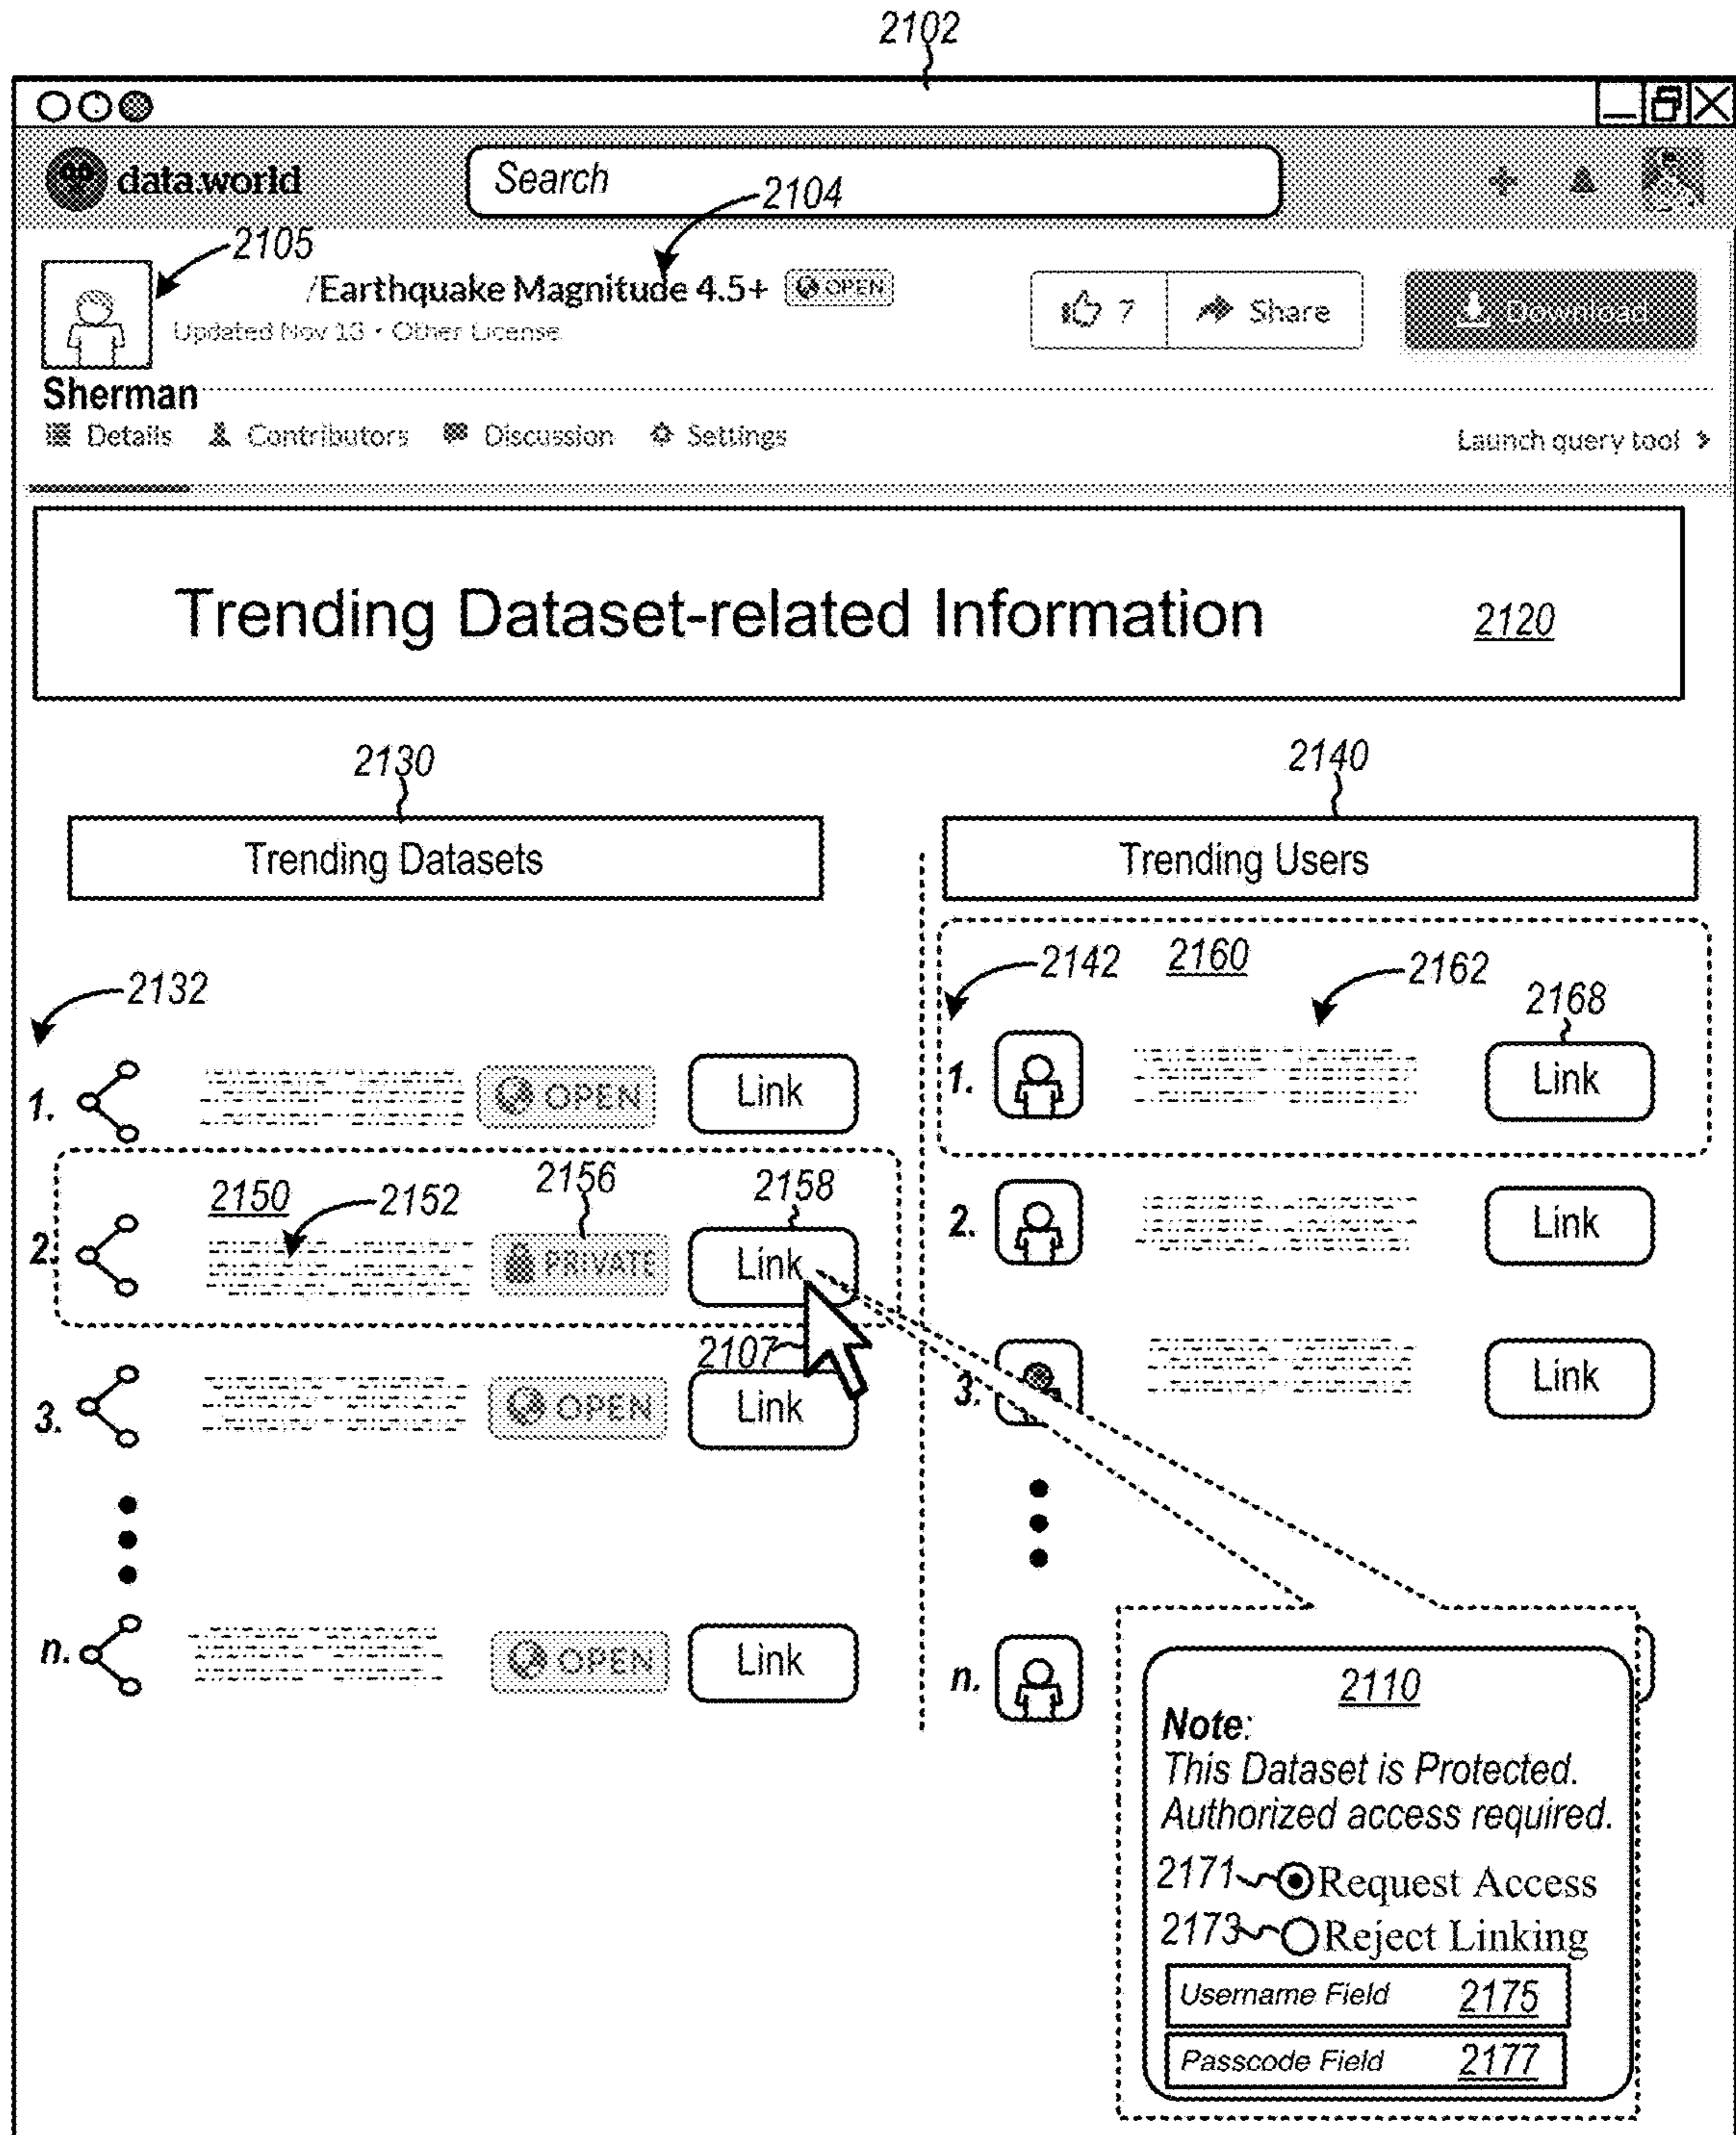 2102
data.world
Search
2104
2105
/Earthquake Magnitude 4.5+ OPEN
7 Share Download
Updated Nov 13 • Other License
Sherman
Details Contributors Discussion Settings
Launch query tool >
Trending Dataset-related Information 2120
2130
2140
Trending Datasets
Trending Users
2132
2142 2160 2162
2168
1. OPEN Link
1. Link
2150 2152 2156 2158
2. PRIVATE Link
2. Link
2107
3. OPEN Link
3. Link
n. OPEN Link
n.
2110
Note:
This Dataset is Protected.
Authorized access required.
2171 Request Access
2173 Reject Linking
Username Field 2175
Passcode Field 2177